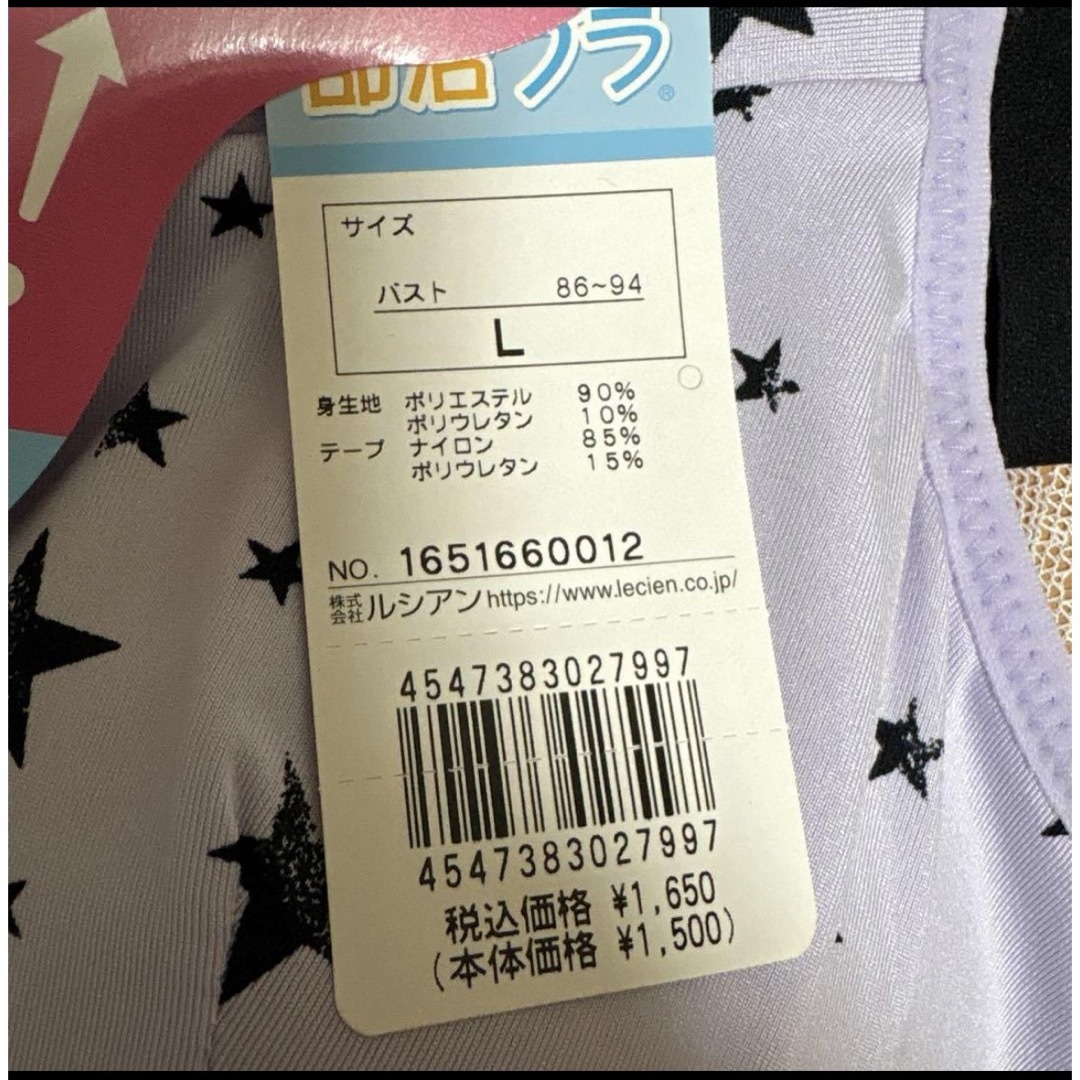 部活ブラ®
サイズ
バスト 86~94
L
身生地 ポリエステル 90%
ポリウレタン 10%
テープ ナイロン 85%
ポリウレタン 15%
NO. 1651660012
株式会社ルシアン https://www.lecien.co.jp/
4547383027997
4547383027997
税込価格 ¥1,650
(本体価格 ¥1,500)